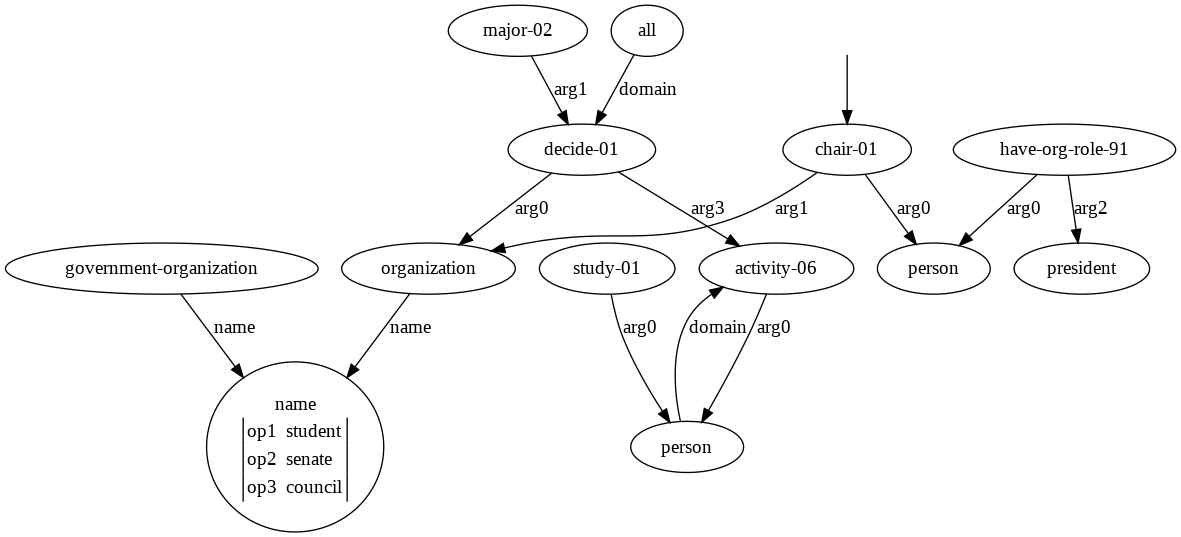 major-02
all
arg1
domain
decide-01
chair-01
have-org-role-91
arg0
arg3
arg1
arg0
arg0
arg2
government-organization
organization
study-01
activity-06
person
president
name
name
arg0
domain
arg0
name
op1 student
op2 senate
op3 council
person